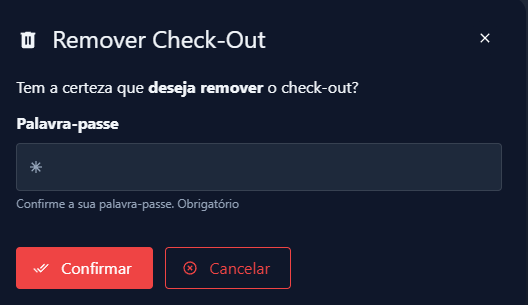 Remover Check-Out
Tem a certeza que deseja remover o check-out?
Palavra-passe
Confirme a sua palavra-passe. Obrigatório
Confirmar
Cancelar